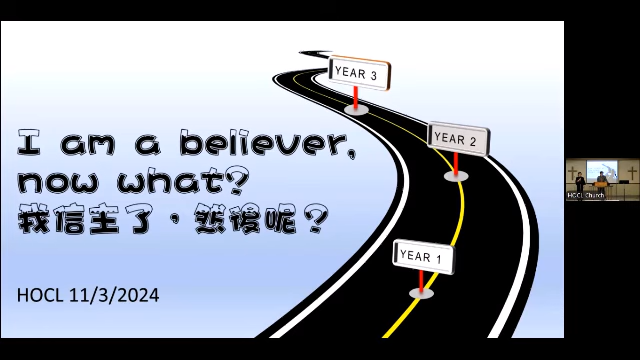 I am a believer,
now what?
我信主了，然後呢？
HOCL 11/3/2024
YEAR 3
YEAR 2
YEAR 1
HOCL Church